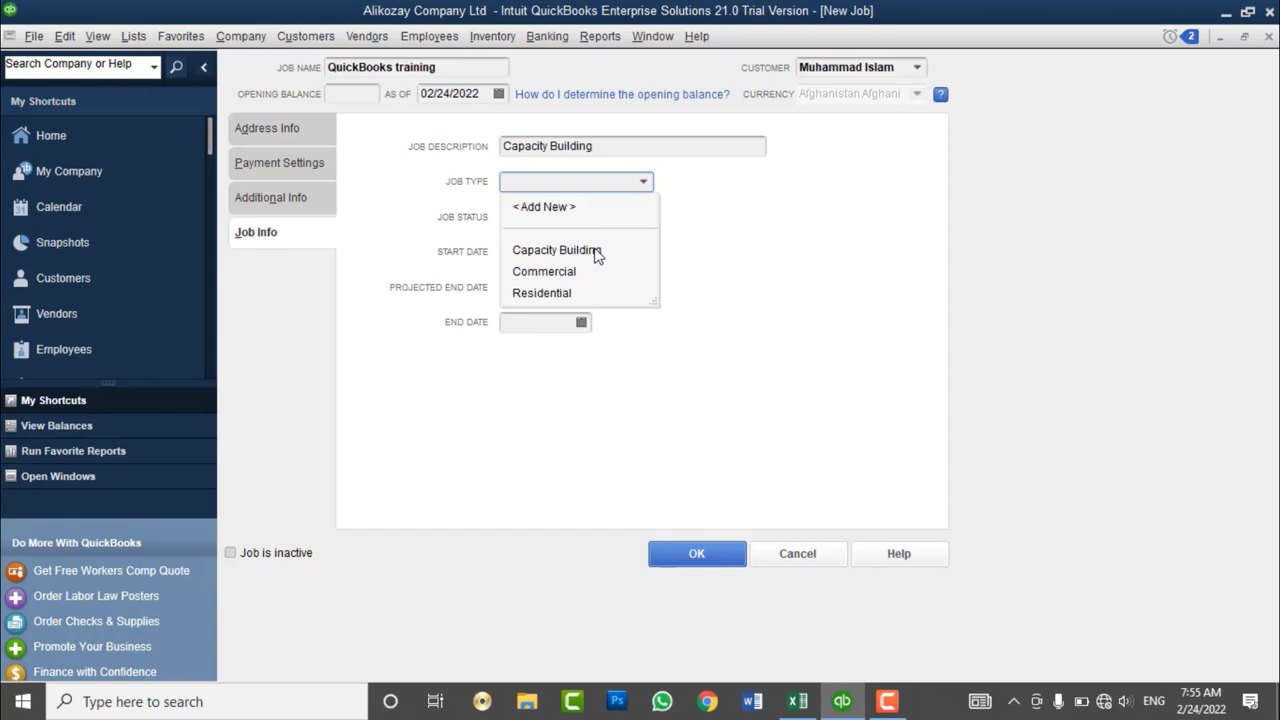 Alikozay Company Ltd - Intuit QuickBooks Enterprise Solutions 21.0 Trial Version - [New Job]
File Edit View Lists Favorites Company Customers Vendors Employees Inventory Banking Reports Window Help
2
Search Company or Help
My Shortcuts
Home
My Company
Calendar
Snapshots
Customers
Vendors
Employees
My Shortcuts
View Balances
Run Favorite Reports
Open Windows
Do More With QuickBooks
Get Free Workers Comp Quote
Order Labor Law Posters
Order Checks & Supplies
Promote Your Business
Finance with Confidence
JOB NAME QuickBooks training
CUSTOMER Muhammad Islam
OPENING BALANCE AS OF 02/24/2022 How do I determine the opening balance? CURRENCY Afghanistan Afghani ?
Address Info
Payment Settings
Additional Info
Job Info
JOB DESCRIPTION Capacity Building
JOB TYPE
< Add New >
Capacity Building
Commercial
Residential
JOB STATUS
START DATE
PROJECTED END DATE
END DATE
Job is inactive
OK Cancel Help
Type here to search
ENG
7:55 AM
2/24/2022